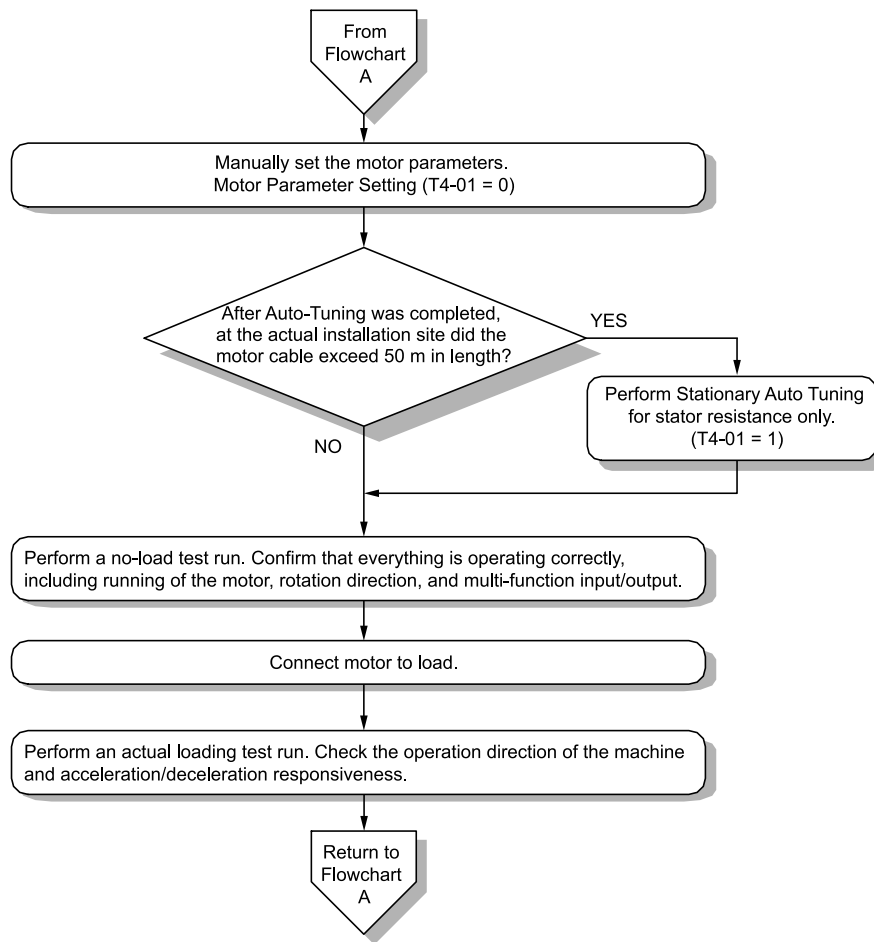 From
Flowchart
A
Manually set the motor parameters.
Motor Parameter Setting (T4-01 = 0)
After Auto-Tuning was completed,
at the actual installation site did the
motor cable exceed 50 m in length?
YES
Perform Stationary Auto Tuning
for stator resistance only.
(T4-01 = 1)
NO
Perform a no-load test run. Confirm that everything is operating correctly,
including running of the motor, rotation direction, and multi-function input/output.
Connect motor to load.
Perform an actual loading test run. Check the operation direction of the machine
and acceleration/deceleration responsiveness.
Return to
Flowchart
A